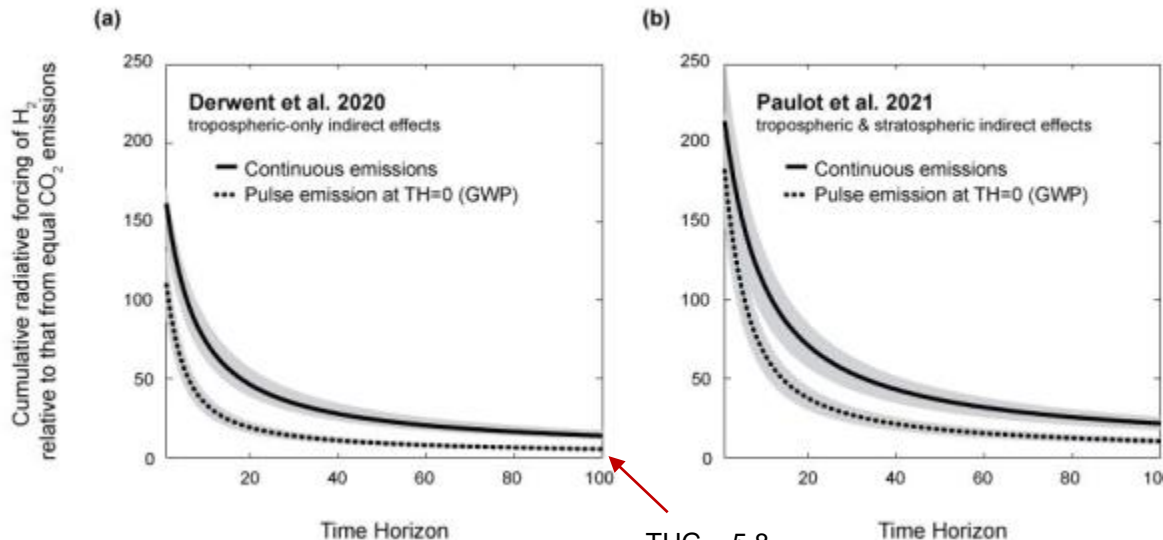 (a)
Cumulative radiative forcing of H2
relative to that from equal CO2 emissions
250
200
150
100
50
0
Derwent et al. 2020
tropospheric-only indirect effects
Continuous emissions
Pulse emission at TH=0 (GWP)
20
40
60
80
100
Time Horizon
(b)
250
200
150
100
50
0
Paulot et al. 2021
tropospheric & stratospheric indirect effects
Continuous emissions
Pulse emission at TH=0 (GWP)
20
40
60
80
100
Time Horizon
5.8